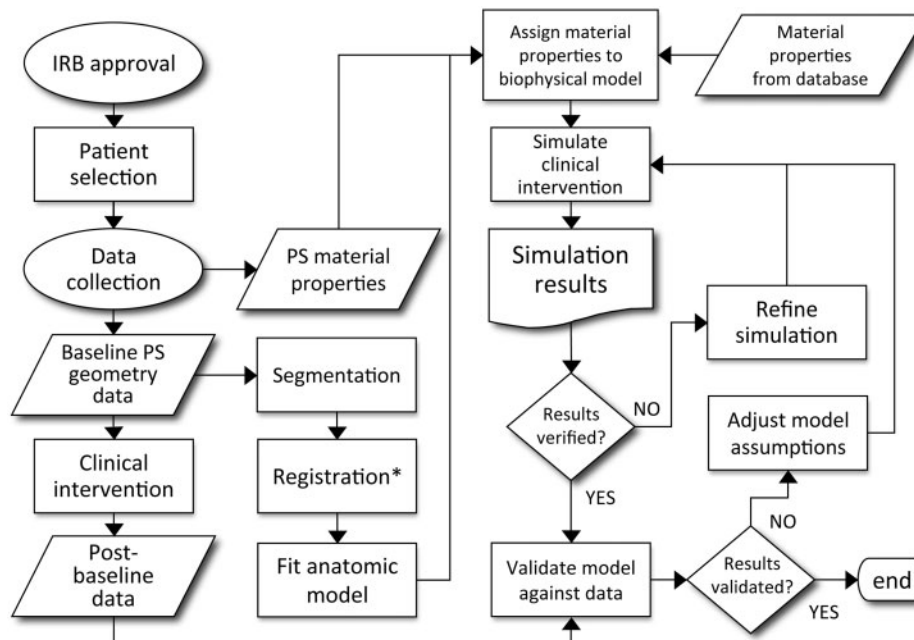 IRB approval
Patient
selection
Data
collection
PS material
properties
Baseline PS
geometry
data
Segmentation
Clinical
intervention
Registration*
Post-
baseline
data
Fit anatomic
model
Assign material
properties to
biophysical model
Material
properties
from database
Simulate
clinical
intervention
Simulation
results
Refine
simulation
Results
verified?
NO
YES
Adjust model
assumptions
Validate model
against data
Results
validated?
NO
YES
end